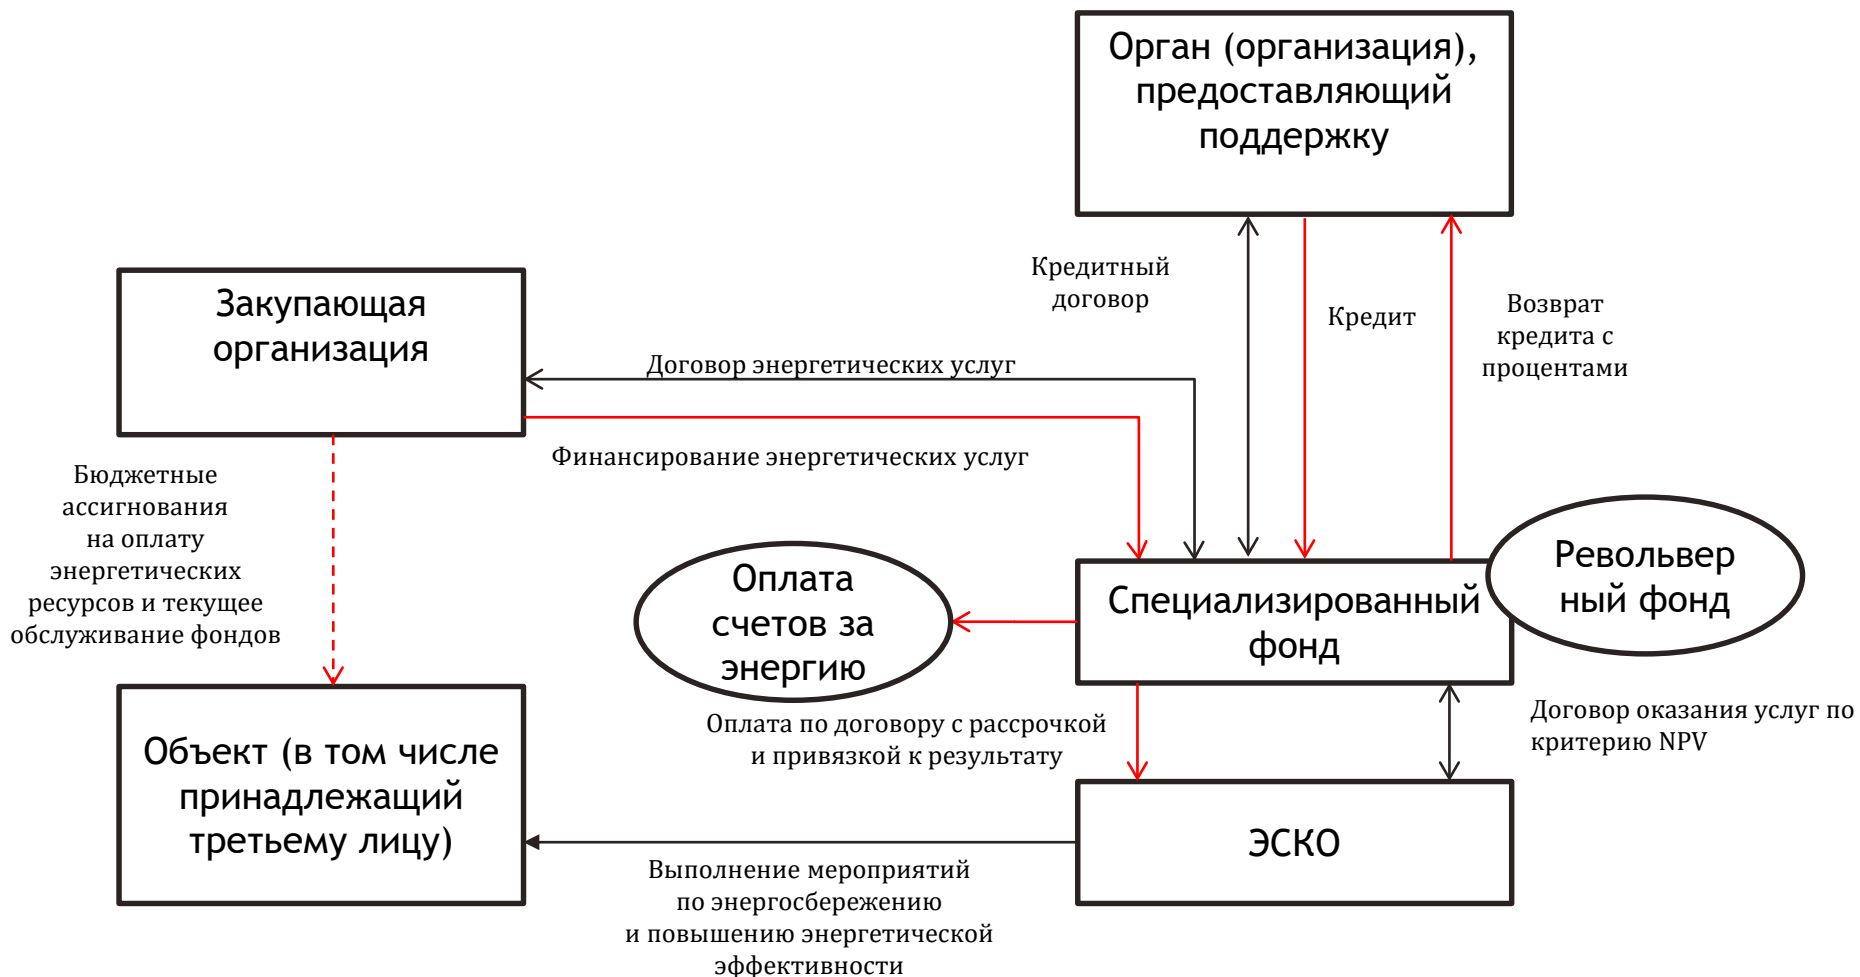 Орган (организация),
предоставляющий
поддержку
Закупающая
организация
Кредитный
договор
Кредит
Возврат
кредита с
процентами
Договор энергетических услуг
Финансирование энергетических услуг
Бюджетные
ассигнования
на оплату
энергетических
ресурсов и текущее
обслуживание фондов
Оплата
счетов за
энергию
Специализированный
фонд
Револьвер
ный фонд
Оплата по договору с рассрочкой
и привязкой к результату
Договор оказания услуг по
критерию NPV
Объект (в том числе
принадлежащий
третьему лицу)
ЭСКО
Выполнение мероприятий
по энергосбережению
и повышению энергетической
эффективности